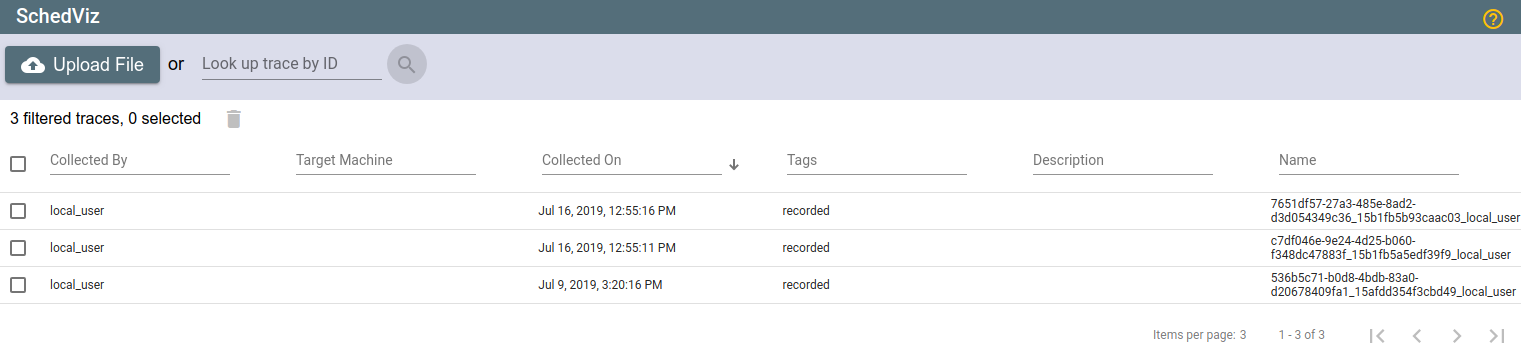 SchedViz
Upload File or Look up trace by ID
3 filtered traces, 0 selected
Collected By Target Machine Collected On Tags Description Name
local_user Jul 16, 2019, 12:55:16 PM recorded 7651df57-27a3-485e-8ad2-
d3d054349c36_15b1fb5b93caac03_local_user
local_user Jul 16, 2019, 12:55:11 PM recorded c7df046e-9e24-4d25-b060-
f348dc47883f_15b1fb5a5edf39f9_local_user
local_user Jul 9, 2019, 3:20:16 PM recorded 536b5c71-b0d8-4bdb-83a0-
d20678409fa1_15afdd354f3cbd49_local_user
Items per page: 3 1 - 3 of 3